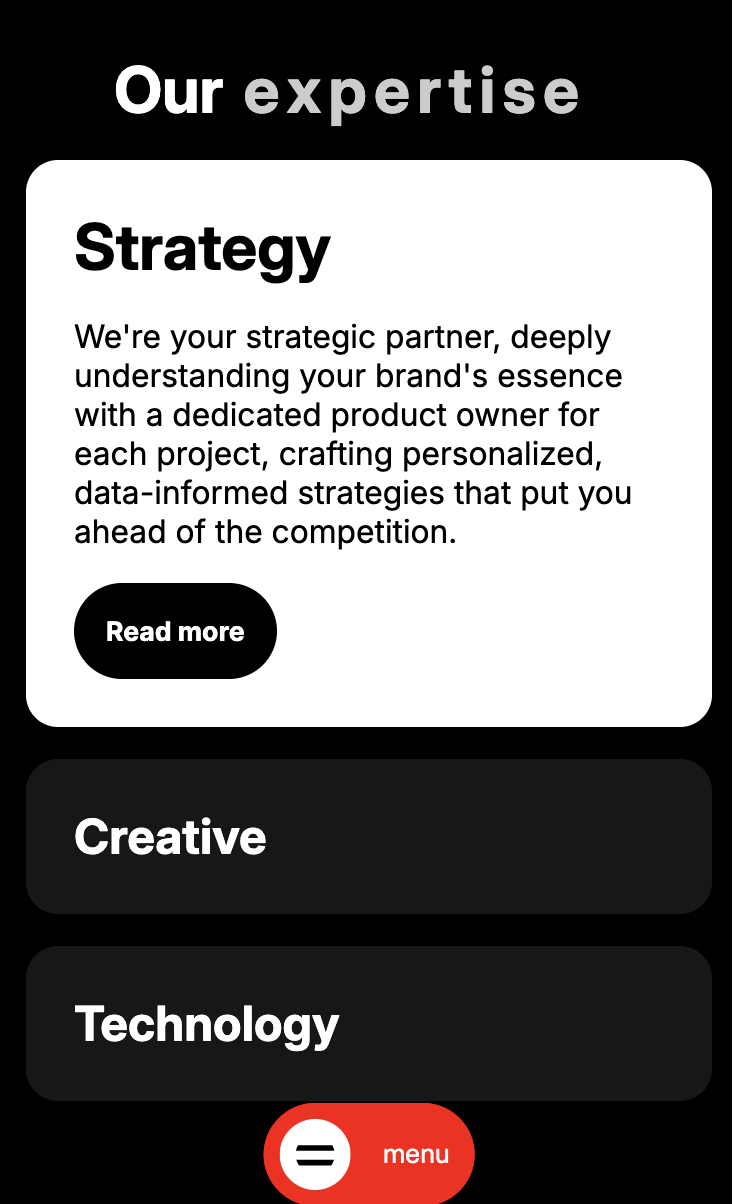 Our expertise
Strategy
We're your strategic partner, deeply
understanding your brand's essence
with a dedicated product owner for
each project, crafting personalized,
data-informed strategies that put you
ahead of the competition.
Read more
Creative
Technology
menu